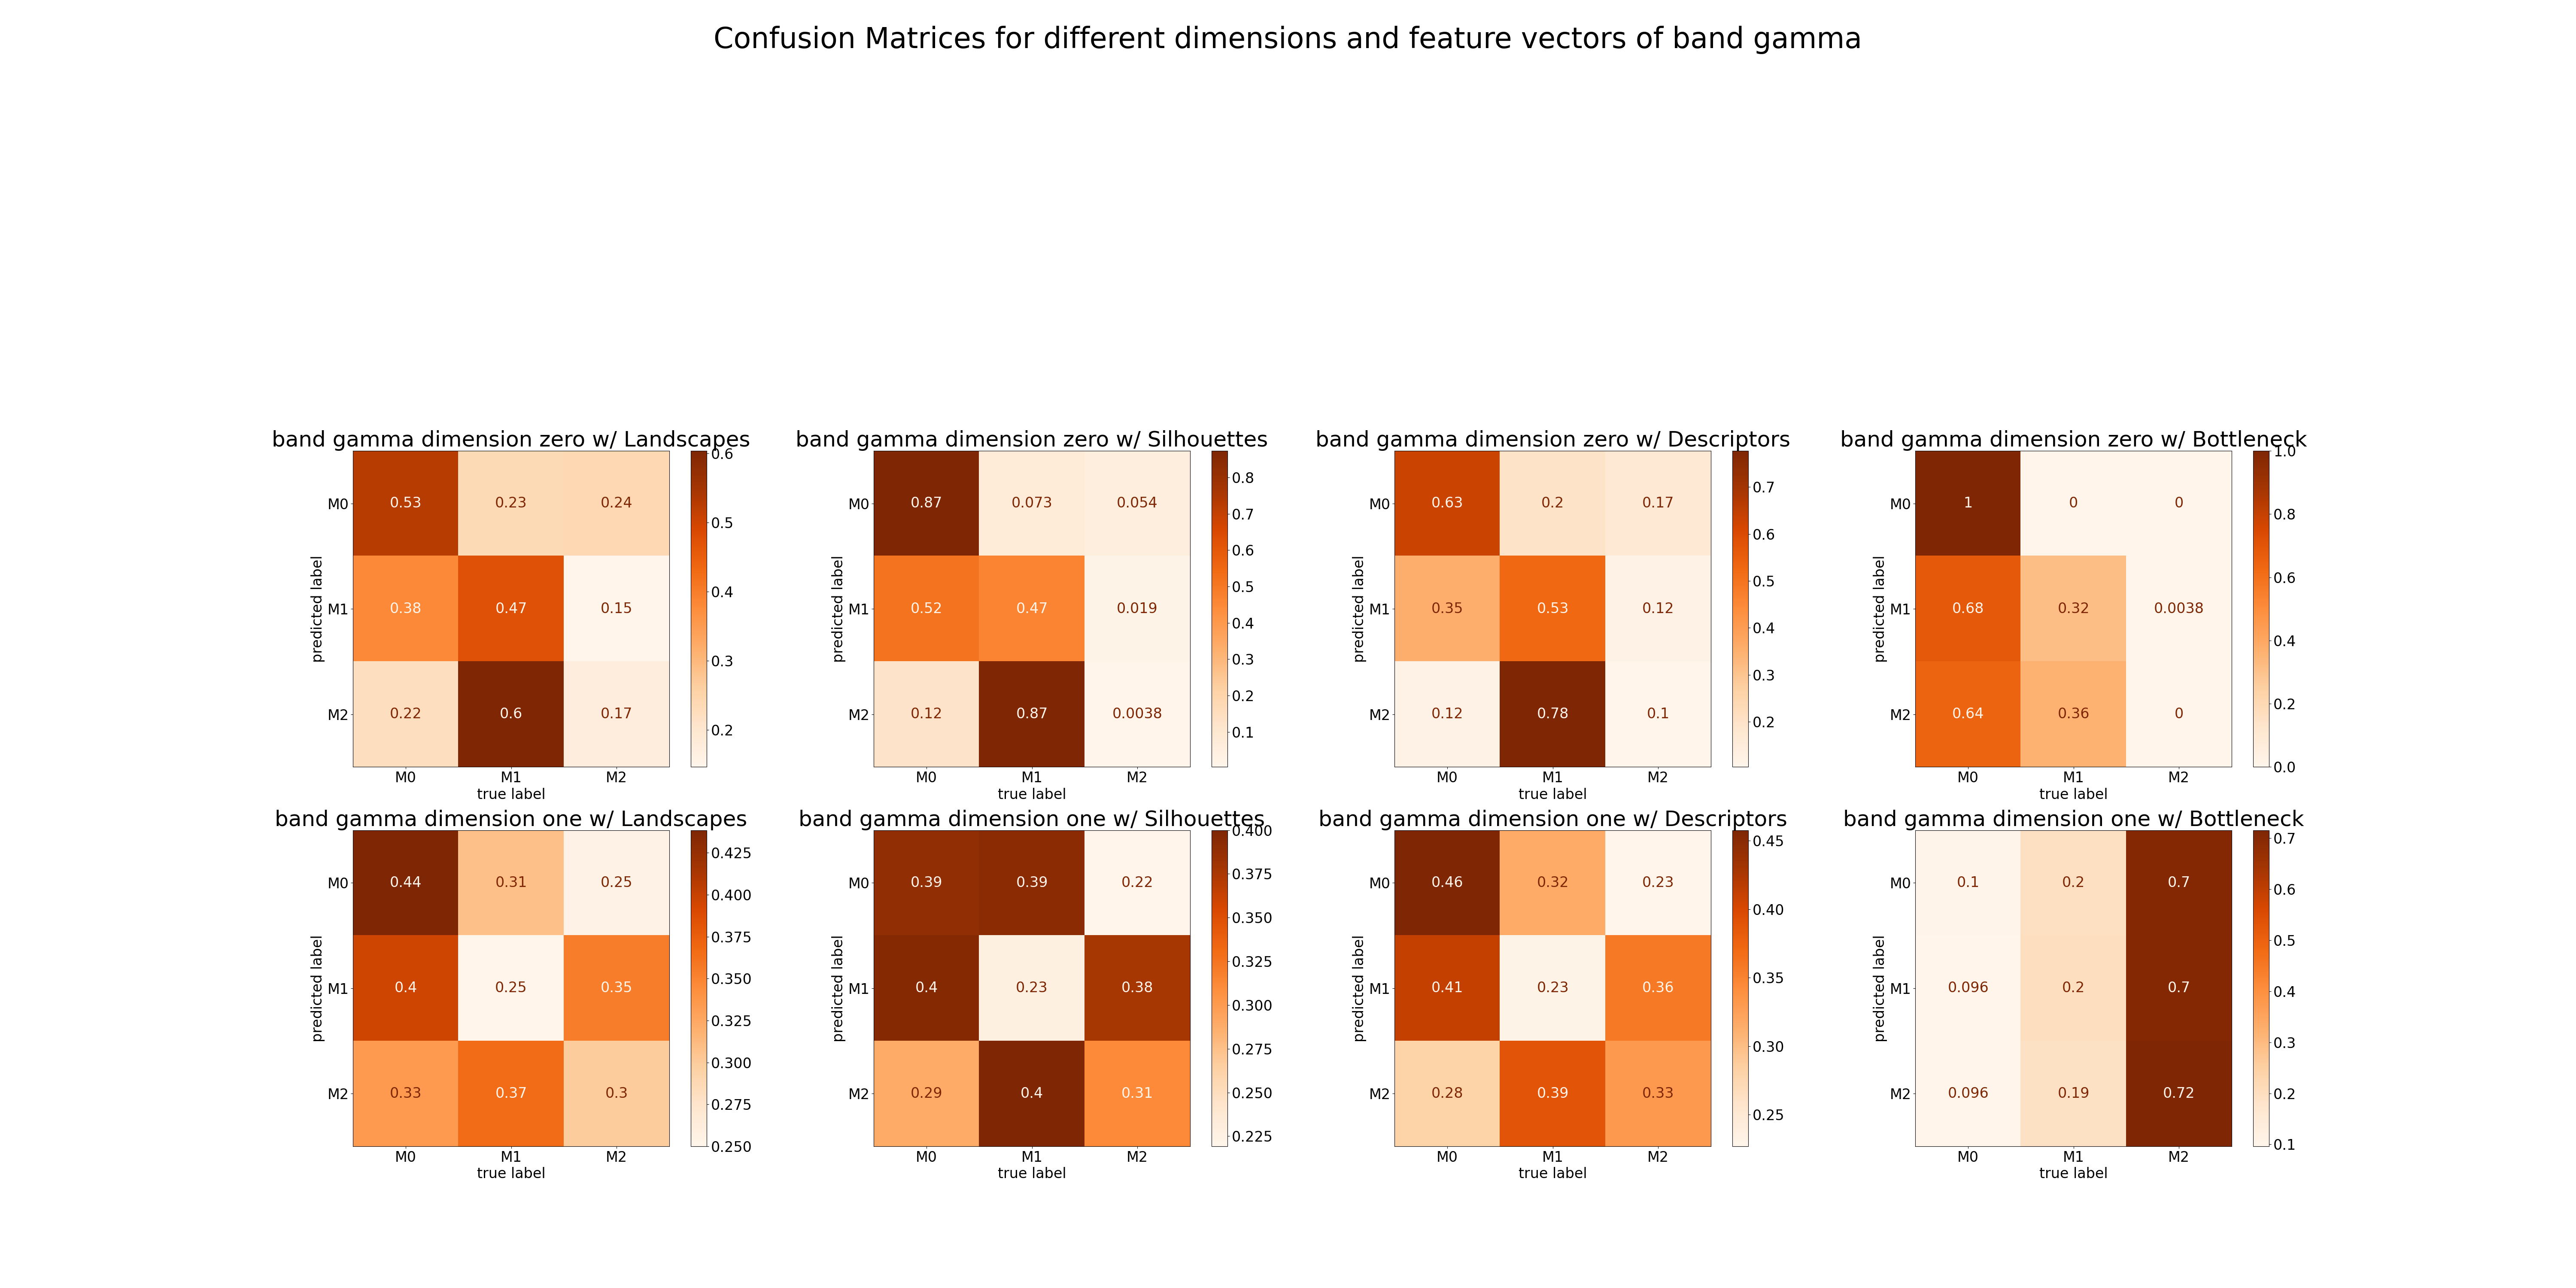 Confusion Matrices for different dimensions and feature vectors of band gamma
band gamma dimension zero w/ Landscapes
predicted label
M0 0.53 0.23 0.24
M1 0.38 0.47 0.15
M2 0.22 0.6 0.17
M0 M1 M2
true label
0.6
0.5
0.4
0.3
0.2
band gamma dimension zero w/ Silhouettes
predicted label
M0 0.87 0.073 0.054
M1 0.52 0.47 0.019
M2 0.12 0.87 0.0038
M0 M1 M2
true label
0.8
0.7
0.6
0.5
0.4
0.3
0.2
0.1
band gamma dimension zero w/ Descriptors
predicted label
M0 0.63 0.2 0.17
M1 0.35 0.53 0.12
M2 0.12 0.78 0.1
M0 M1 M2
true label
0.7
0.6
0.5
0.4
0.3
0.2
band gamma dimension zero w/ Bottleneck
predicted label
M0 1 0 0
M1 0.68 0.32 0.0038
M2 0.64 0.36 0
M0 M1 M2
true label
1.0
0.8
0.6
0.4
0.2
0.0
band gamma dimension one w/ Landscapes
predicted label
M0 0.44 0.31 0.25
M1 0.4 0.25 0.35
M2 0.33 0.37 0.3
M0 M1 M2
true label
0.425
0.400
0.375
0.350
0.325
0.300
0.275
0.250
band gamma dimension one w/ Silhouettes
predicted label
M0 0.39 0.39 0.22
M1 0.4 0.23 0.38
M2 0.29 0.4 0.31
M0 M1 M2
true label
0.400
0.375
0.350
0.325
0.300
0.275
0.250
0.225
band gamma dimension one w/ Descriptors
predicted label
M0 0.46 0.32 0.23
M1 0.41 0.23 0.36
M2 0.28 0.39 0.33
M0 M1 M2
true label
0.45
0.40
0.35
0.30
0.25
band gamma dimension one w/ Bottleneck
predicted label
M0 0.1 0.2 0.7
M1 0.096 0.2 0.7
M2 0.096 0.19 0.72
M0 M1 M2
true label
0.7
0.6
0.5
0.4
0.3
0.2
0.1